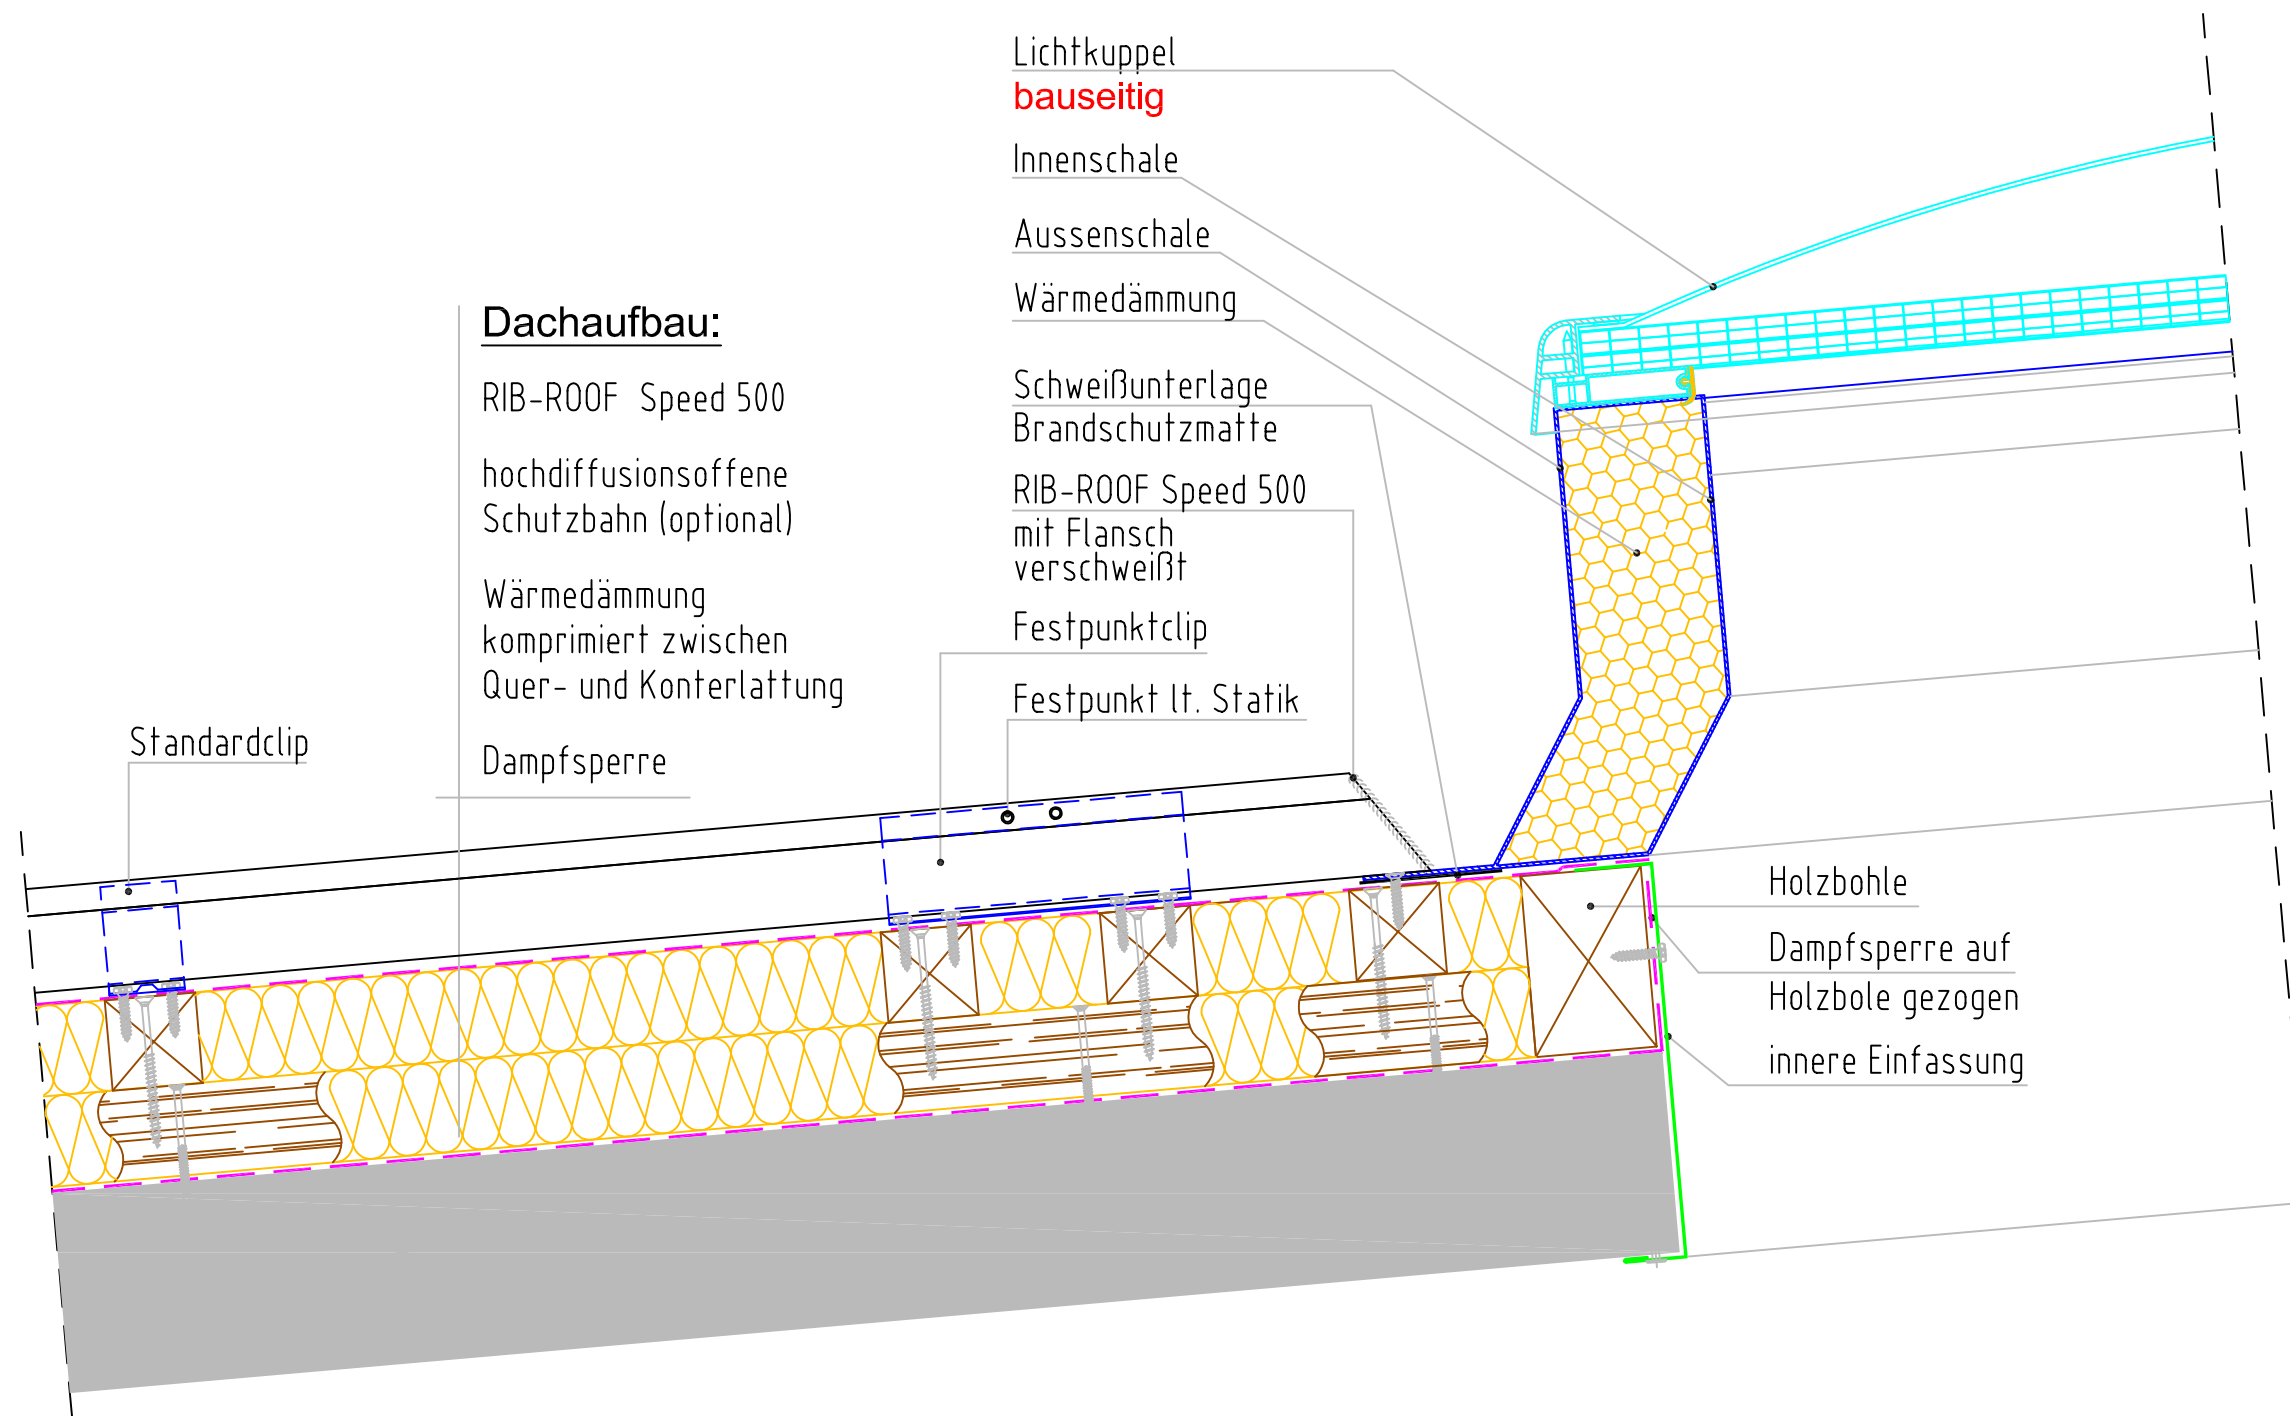 Lichtkuppel
bauseitig
Innenschale
Aussenschale
Wärmedämmung
Schweißunterlage
Brandschutzmatte
RIB-ROOF Speed 500
mit Flansch
verschweißt
Festpunktclip
Festpunkt lt. Statik
Dachaufbau:
RIB-ROOF Speed 500
hochdiffusionsoffene
Schutzbahn (optional)
Wärmedämmung
komprimiert zwischen
Quer- und Konterlattung
Dampfsperre
Standardclip
Holzbohle
Dampfsperre auf
Holzbole gezogen
innere Einfassung